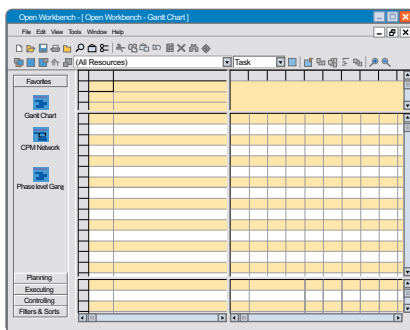 Open Workbench - [ Open Workbench - Gantt Chart ]
File Edit View Tools Window Help
(All Resources) Task
Favorites
Gantt Chart
CPM Network
Phase level Gang
Planning
Executing
Controlling
Filters & Sorts